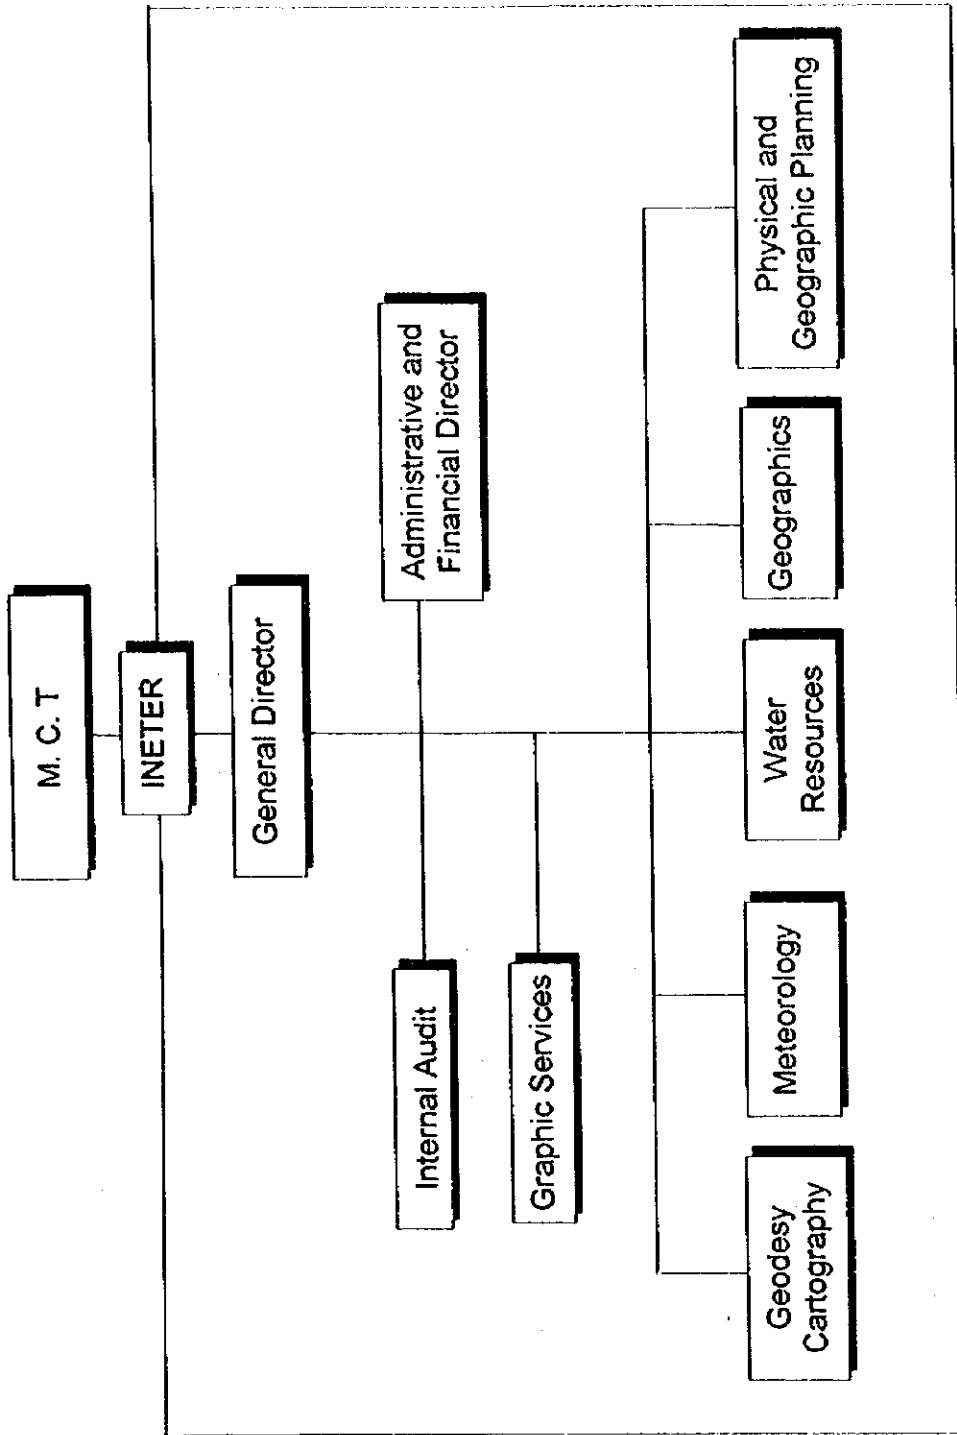 M. C. T
INETER
General Director
Internal Audit
Administrative and
Financial Director
Graphic Services
Geodesy
Cartography
Meteorology
Water
Resources
Geographics
Physical and
Geographic Planning